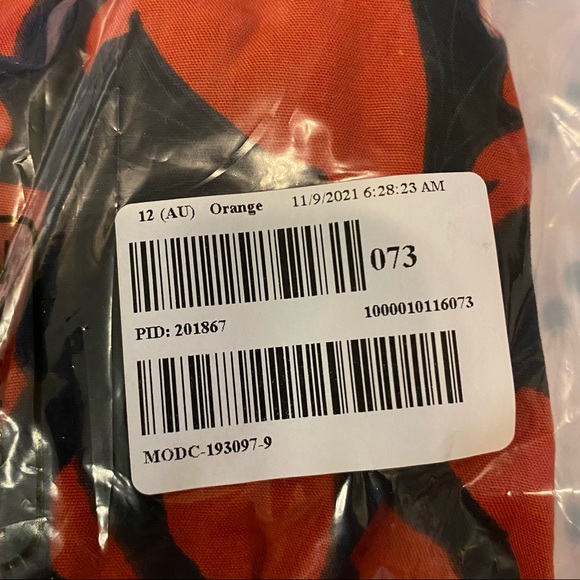 12 (AU) Orange 11/9/2021 6:28:23 AM
073
PID: 201867 1000010116073
MODC-193097-9